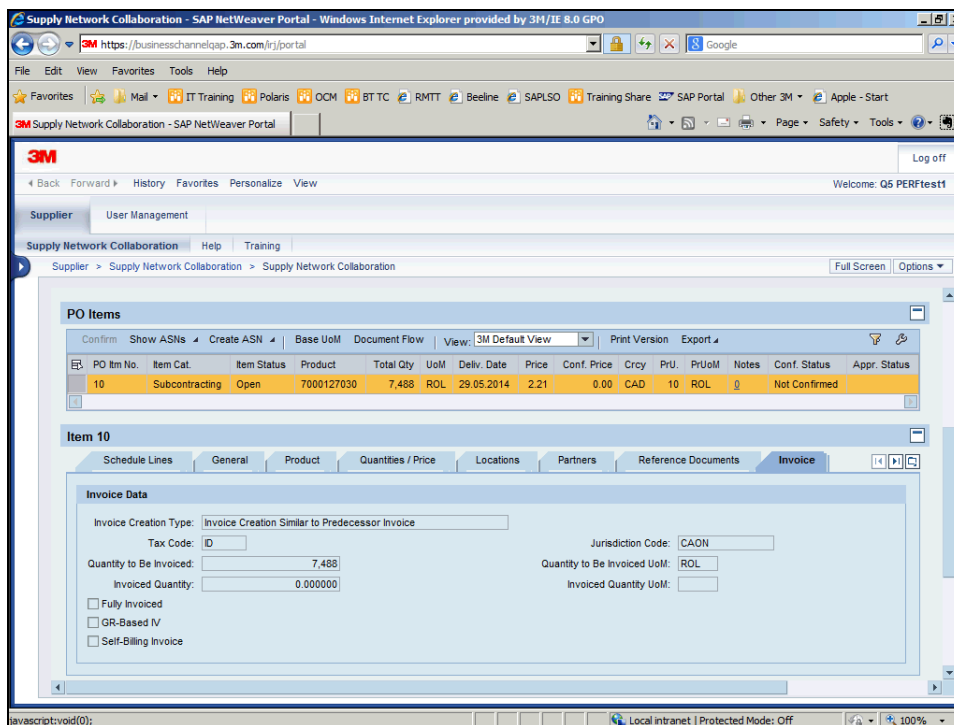 Supply Network Collaboration - SAP NetWeaver Portal - Windows Internet Explorer provided by 3M/IE 8.0 GPO
3M https://businesschannelqap.3m.com/irj/portal Google
File Edit View Favorites Tools Help
Favorites Mail IT Training Polaris OCM BT TC RMTT Beeline SAPLSO Training Share SAP Portal Other 3M Apple - Start
3M Supply Network Collaboration - SAP NetWeaver Portal Page Safety Tools
3M Log off
Back Forward History Favorites Personalize View Welcome: Q5 PERFtest1
Supplier User Management
Supply Network Collaboration Help Training
Supplier > Supply Network Collaboration > Supply Network Collaboration Full Screen Options
PO Items
Confirm Show ASNs Create ASN Base UoM Document Flow View: 3M Default View Print Version Export
PO Itm No. Item Cat. Item Status Product Total Qty UoM Deliv. Date Price Conf. Price Crcy PrU. PrUoM Notes Conf. Status Appr. Status
10 Subcontracting Open 7000127030 7,488 ROL 29.05.2014 2.21 0.00 CAD 10 ROL 0 Not Confirmed
Item 10
Schedule Lines General Product Quantities / Price Locations Partners Reference Documents Invoice
Invoice Data
Invoice Creation Type: Invoice Creation Similar to Predecessor Invoice
Tax Code: ID Jurisdiction Code: CAON
Quantity to Be Invoiced: 7,488 Quantity to Be Invoiced UoM: ROL
Invoiced Quantity: 0.000000 Invoiced Quantity UoM:
Fully Invoiced
GR-Based IV
Self-Billing Invoice
javascript:void(0); Local intranet | Protected Mode: Off 100%